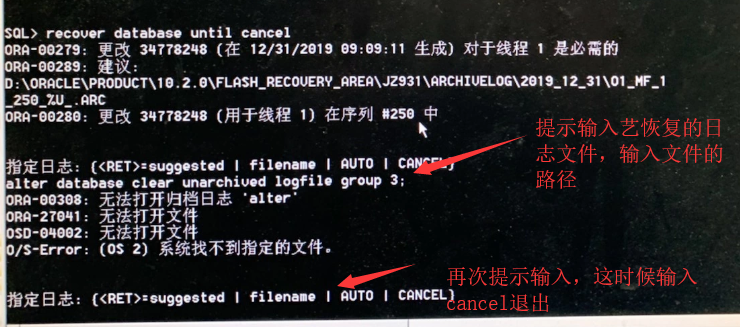 SQL> recover database until cancel
ORA-00279: 更改 34778248 (在 12/31/2019 09:09:11 生成) 对于线程 1 是必需的
ORA-00289: 建议:
D:\ORACLE\PRODUCT\10.2.0\FLASH_RECOVERY_AREA\JZ931\ARCHIVELOG\2019_12_31\O1_MF_1
_250_%U_.ARC
ORA-00280: 更改 34778248 (用于线程 1) 在序列 #250 中
提示输入艺恢复的日
志文件，输入文件的
路径
指定日志: {<RET>=suggested | filename | AUTO | CANCEL}
alter database clear unarchived logfile group 3;
ORA-00308: 无法打开归档日志 'alter'
ORA-27041: 无法打开文件
OSD-04002: 无法打开文件
O/S-Error: (OS 2) 系统找不到指定的文件。
再次提示输入，这时候输入
cancel退出
指定日志: {<RET>=suggested | filename | AUTO | CANCEL}